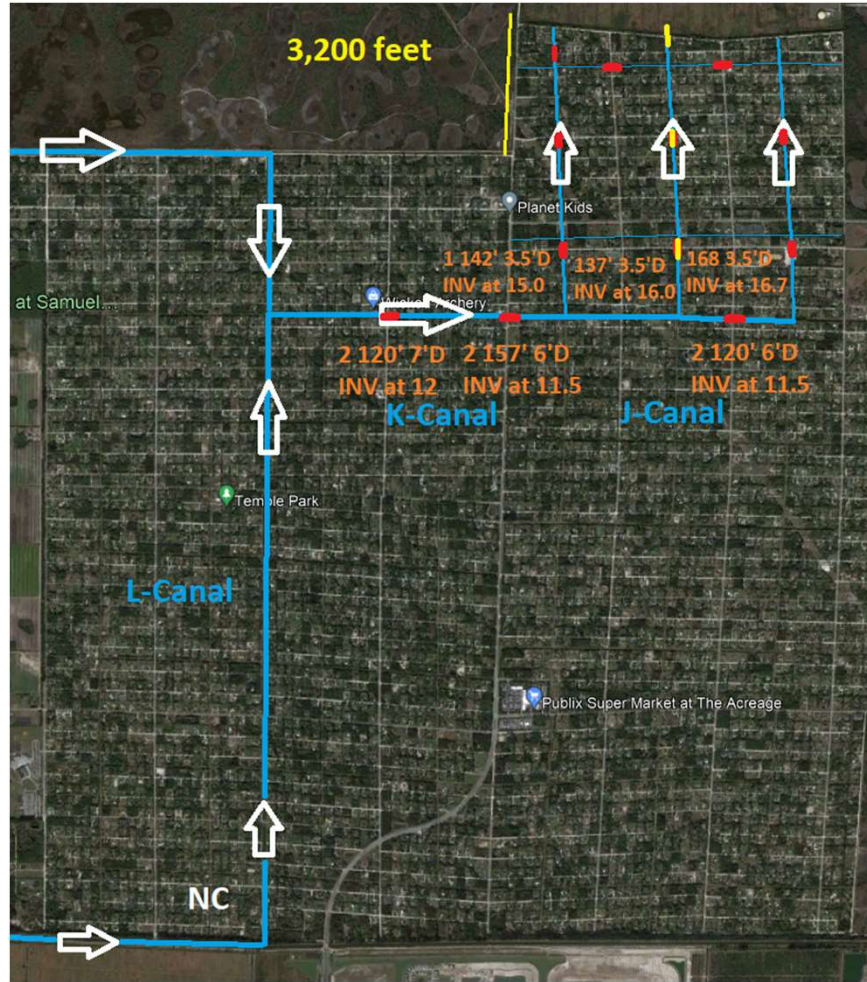 3,200 feet
Planet Kids
1 142' 3.5'D
INV at 15.0
137' 3.5'D
INV at 16.0
168 3.5'D
INV at 16.7
at Samuel...
Archery
2 120' 7'D
INV at 12
2 157' 6'D
INV at 11.5
2 120' 6'D
INV at 11.5
K-Canal
J-Canal
Temple Park
L-Canal
Publix Super Market at The Acreage
NC